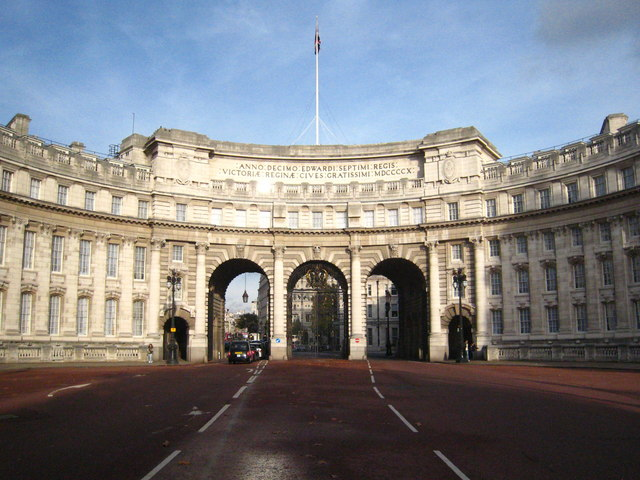 : ANNO : DECIMO : EDWARDI : SEPTIMI : REGIS :
: VICTORIÆ : REGINÆ : CIVES : GRATISSIMI : MDCCCCX :